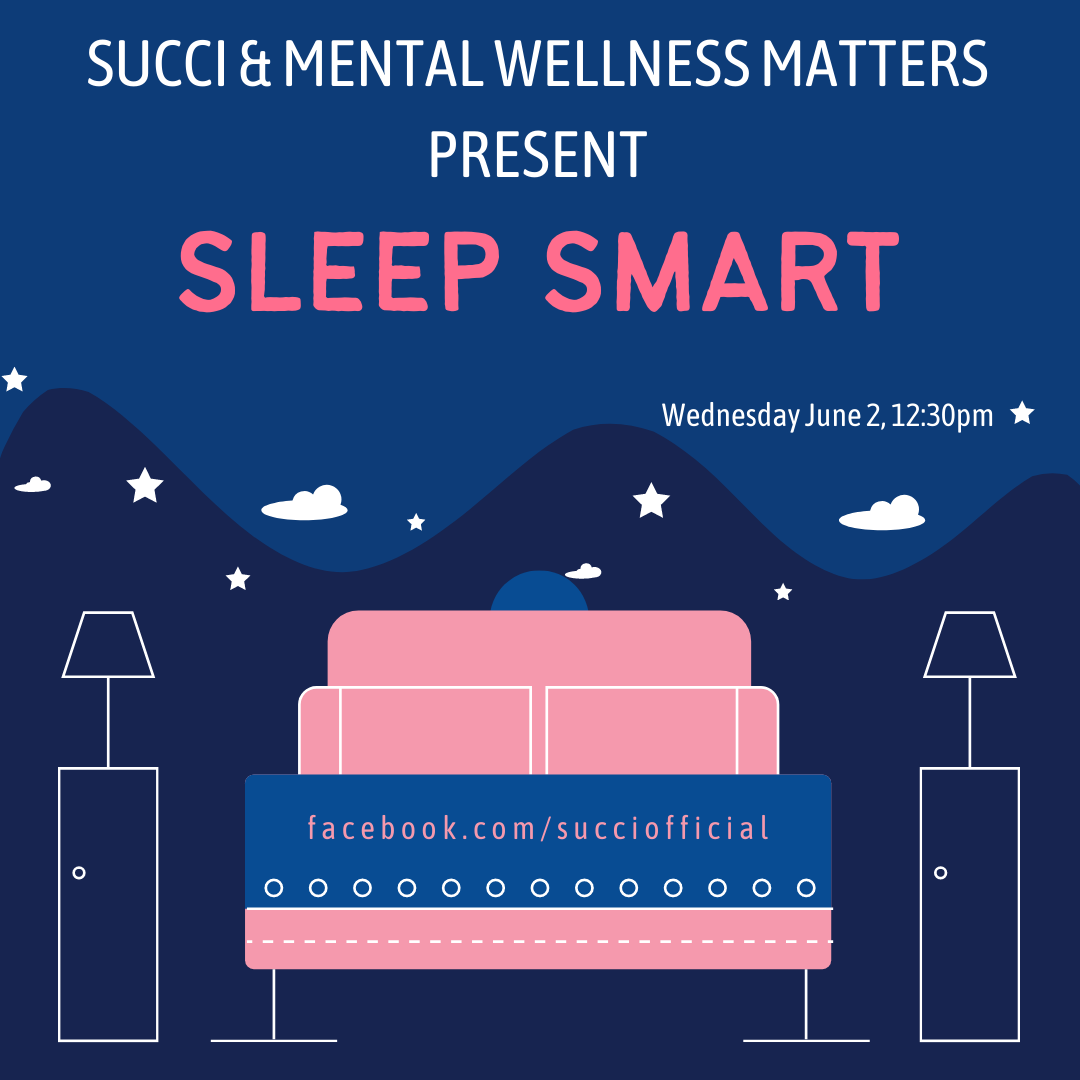 SUCCI & MENTAL WELLNESS MATTERS
PRESENT
SLEEP SMART
Wednesday June 2, 12:30pm
facebook.com/succiofficial